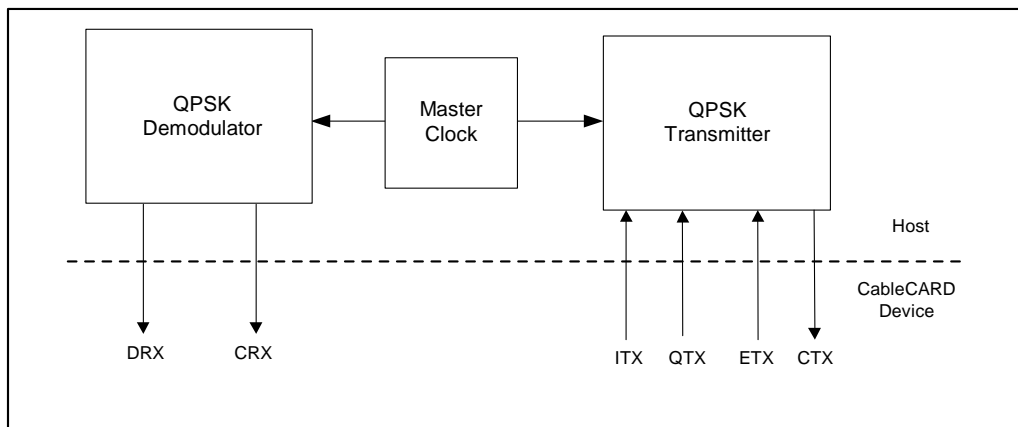 QPSK
Demodulator
Master
Clock
QPSK
Transmitter
Host
CableCARD
Device
DRX
CRX
ITX
QTX
ETX
CTX